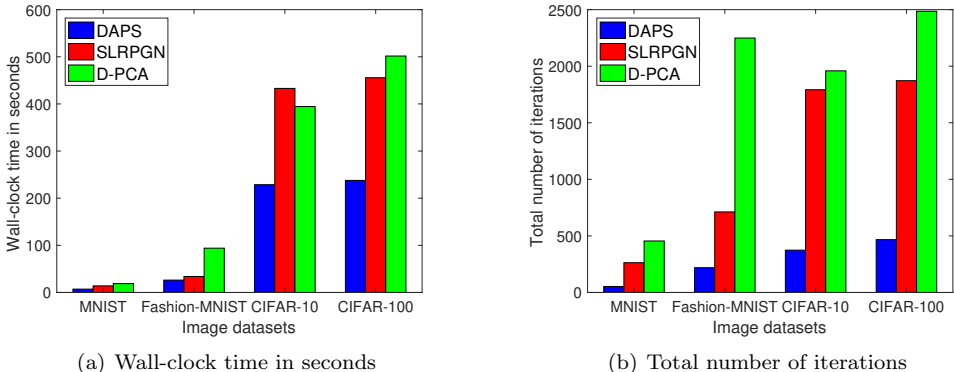 600
500
400
300
200
100
0
Wall-clock time in seconds
DAPS
SLRPGN
D-PCA
MNIST Fashion-MNIST CIFAR-10 CIFAR-100
Image datasets
(a) Wall-clock time in seconds
2500
2000
1500
1000
500
0
Total number of iterations
DAPS
SLRPGN
D-PCA
MNIST Fashion-MNIST CIFAR-10 CIFAR-100
Image datasets
(b) Total number of iterations